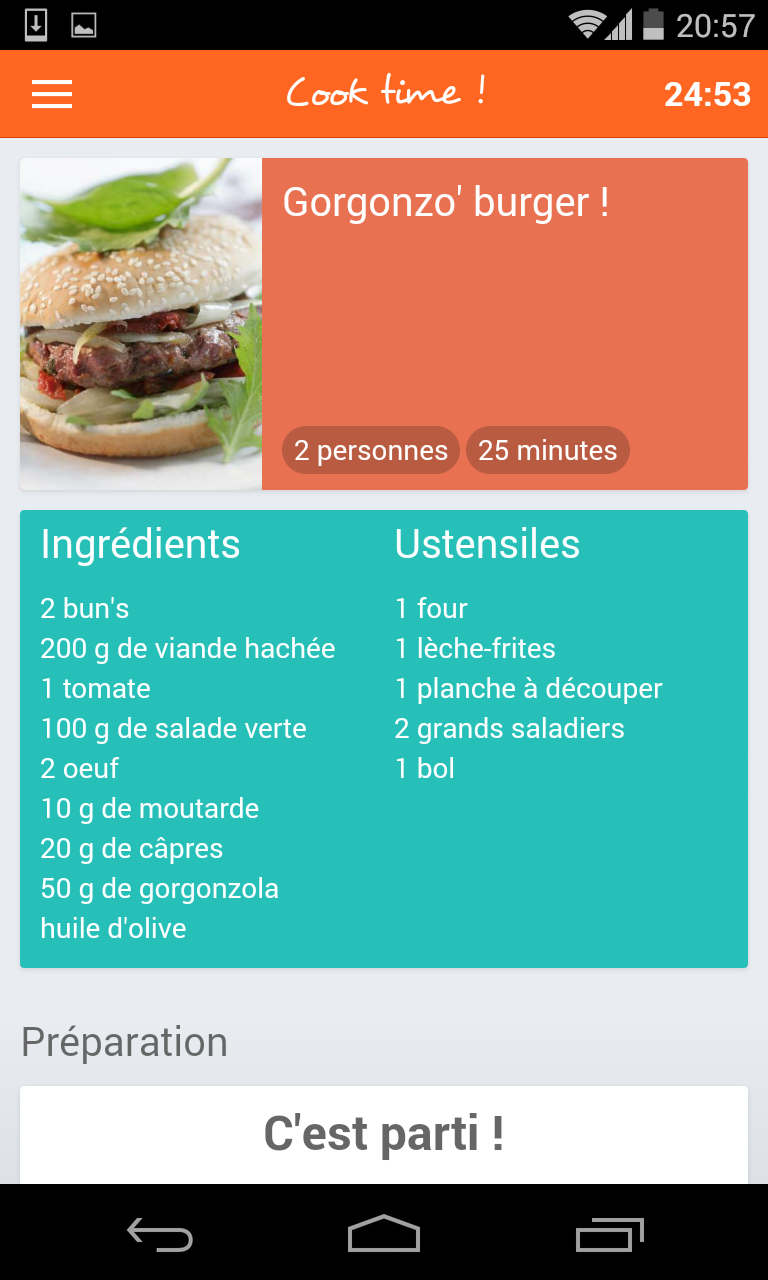 20:57
Cook time !
24:53
Gorgonzo' burger !
2 personnes
25 minutes
Ingrédients
2 bun's
200 g de viande hachée
1 tomate
100 g de salade verte
2 oeuf
10 g de moutarde
20 g de câpres
50 g de gorgonzola
huile d'olive
Ustensiles
1 four
1 lèche-frites
1 planche à découper
2 grands saladiers
1 bol
Préparation
C'est parti !